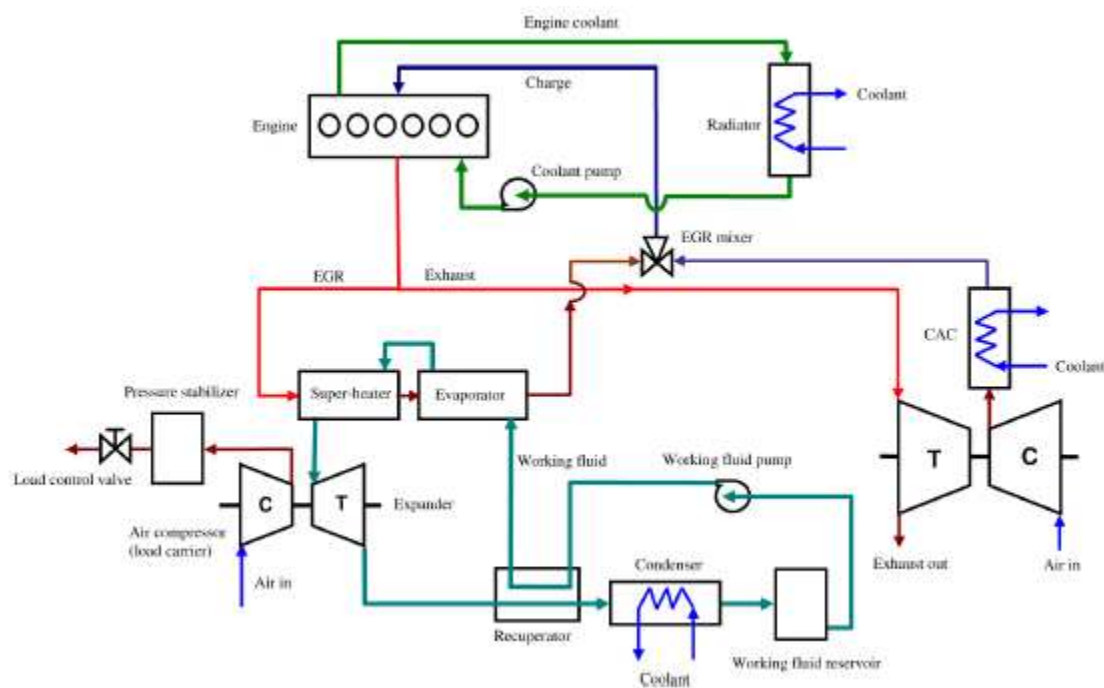 Engine coolant
Charge
Coolant
Engine
Radiator
Coolant pump
EGR mixer
EGR
Exhaust
CAC
Coolant
Pressure stabilizer
Super-heater
Evaporator
T
C
Working fluid
Working fluid pump
Load control valve
C
T
Expander
Air compressor
(load carrier)
Exhaust out
Air in
Condenser
Air in
Recuperator
Working fluid reservoir
Coolant